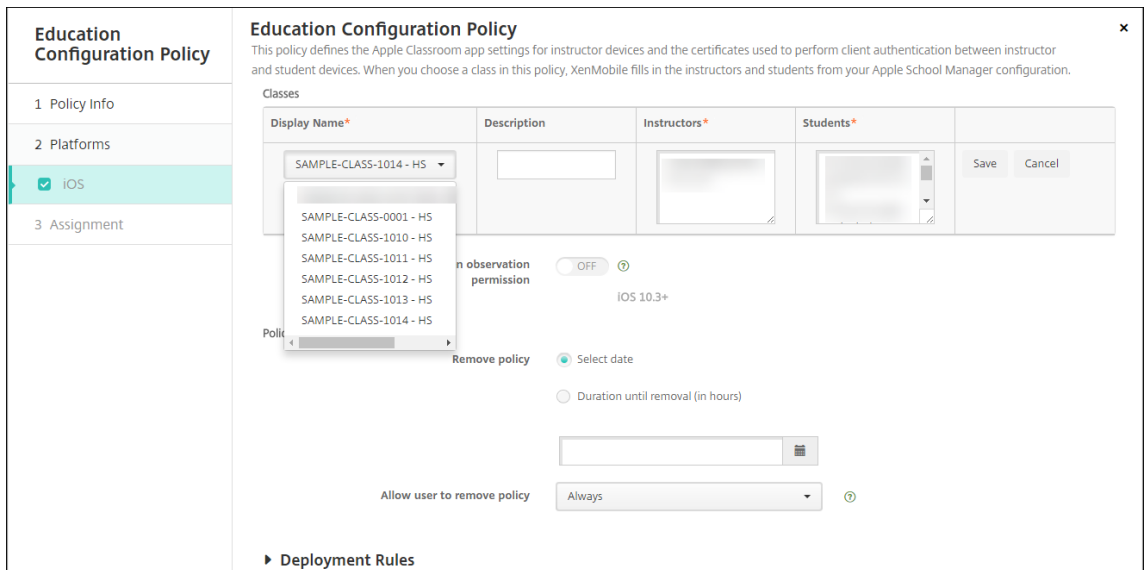 Education
Configuration Policy
1 Policy Info
2 Platforms
iOS
3 Assignment
Education Configuration Policy
×
This policy defines the Apple Classroom app settings for instructor devices and the certificates used to perform client authentication between instructor
and student devices. When you choose a class in this policy, XenMobile fills in the instructors and students from your Apple School Manager configuration.
Classes
Display Name* Description Instructors* Students*
SAMPLE-CLASS-1014 - HS Save Cancel
SAMPLE-CLASS-0001 - HS
SAMPLE-CLASS-1010 - HS
SAMPLE-CLASS-1011 - HS
SAMPLE-CLASS-1012 - HS
SAMPLE-CLASS-1013 - HS
SAMPLE-CLASS-1014 - HS
n observation
permission
OFF ?
iOS 10.3+
Polic
Remove policy Select date
Duration until removal (in hours)
Allow user to remove policy Always ?
Deployment Rules